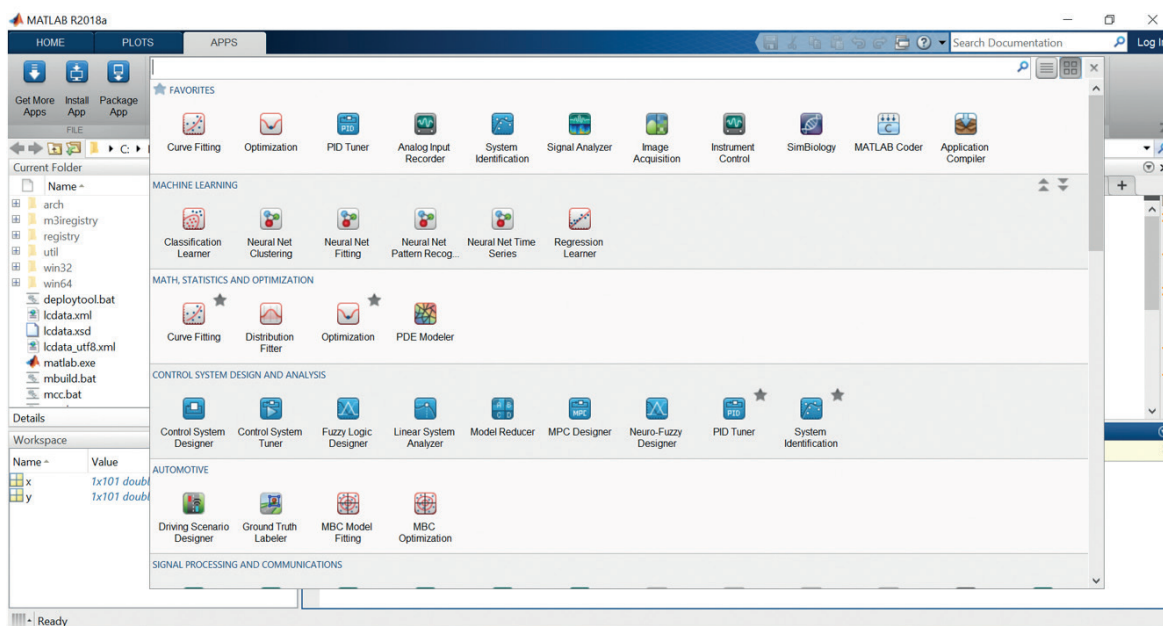 MATLAB R2018a
HOME PLOTS APPS
Search Documentation
Log In
Get More Apps
Install App
Package App
FILE
C:
Current Folder
Name
arch
m3iregistry
registry
util
win32
win64
deploytool.bat
lcdata.xml
lcdata.xsd
lcdata_utf8.xml
matlab.exe
mbuild.bat
mcc.bat
Details
Workspace
Name Value
x 1x101 doubl
y 1x101 doubl
FAVORITES
Curve Fitting
Optimization
PID Tuner
Analog Input Recorder
System Identification
Signal Analyzer
Image Acquisition
Instrument Control
SimBiology
MATLAB Coder
Application Compiler
MACHINE LEARNING
Classification Learner
Neural Net Clustering
Neural Net Fitting
Neural Net Pattern Recog...
Neural Net Time Series
Regression Learner
MATH, STATISTICS AND OPTIMIZATION
Curve Fitting
Distribution Fitter
Optimization
PDE Modeler
CONTROL SYSTEM DESIGN AND ANALYSIS
Control System Designer
Control System Tuner
Fuzzy Logic Designer
Linear System Analyzer
Model Reducer
MPC Designer
Neuro-Fuzzy Designer
PID Tuner
System Identification
AUTOMOTIVE
Driving Scenario Designer
Ground Truth Labeler
MBC Model Fitting
MBC Optimization
SIGNAL PROCESSING AND COMMUNICATIONS
Ready